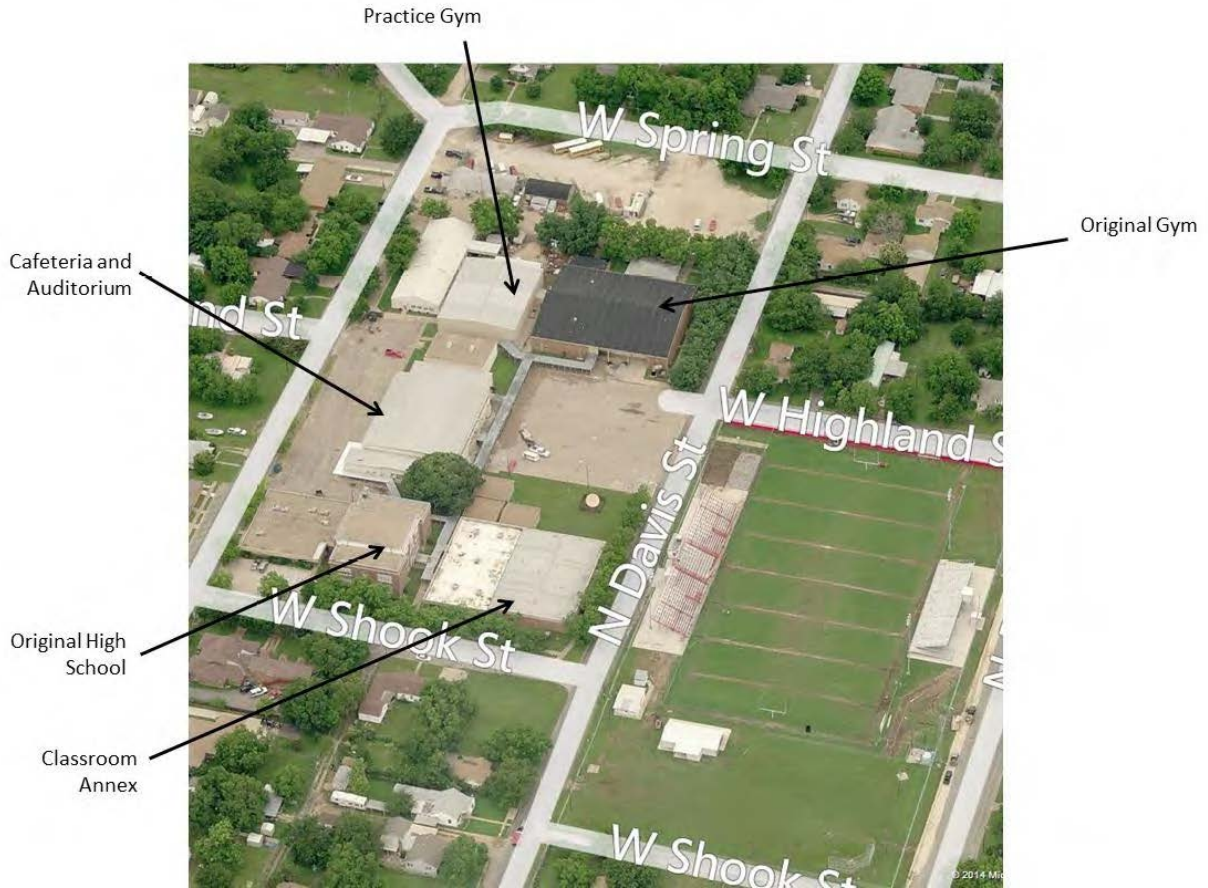 Practice Gym
W Spring St
Original Gym
Cafeteria and
Auditorium
nd St
W Highland S
N Davis St
W Shook St
Original High
School
Classroom
Annex
N
W Shook St
© 2014 Mic